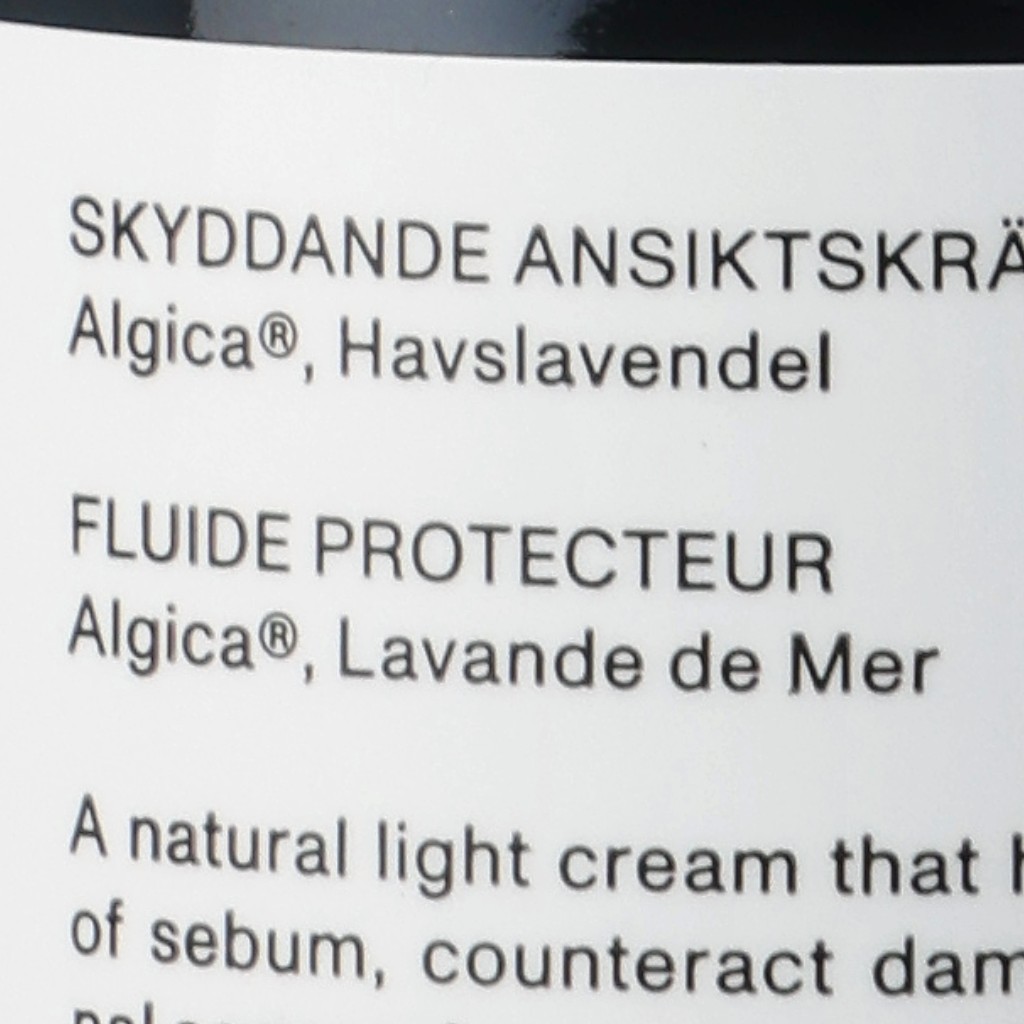 SKYDDANDE ANSIKTSKRÄ
Algica®, Havslavendel
FLUIDE PROTECTEUR
Algica®, Lavande de Mer
A natural light cream that
of sebum, counteract dam